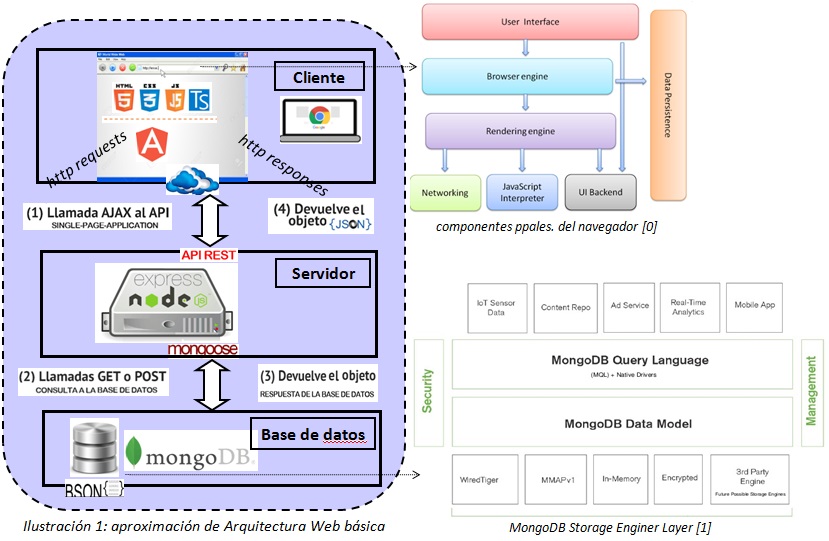 Cliente
HTML
CSS
JS
5
3
JS
5
TS
A
Google
http requests
http responses
(1) Llamada AJAX al API
SINGLE-PAGE-APPLICATION
(4) Devuelve el
objeto {JSON}
API REST
Servidor
express
node
JS
mongoose
(2) Llamadas GET o POST
CONSULTA A LA BASE DE DATOS
(3) Devuelve el objeto
RESPUESTA DE LA BASE DE DATOS
Base de datos
mongoDB®
BSON{}
Ilustración 1: aproximación de Arquitectura Web básica
User Interface
Browser engine
Rendering engine
Data Persistence
Networking
JavaScript
Interpreter
UI Backend
componentes ppales. del navegador [0]
IoT Sensor
Data
Content Repo
Ad Service
Real-Time
Analytics
Mobile App
Security
MongoDB Query Language
(MQL) + Native Drivers
MongoDB Data Model
Management
WiredTiger
MMAPv1
In-Memory
Encrypted
3rd Party
Engine
Future Possible Storage Engines
MongoDB Storage Enginer Layer [1]